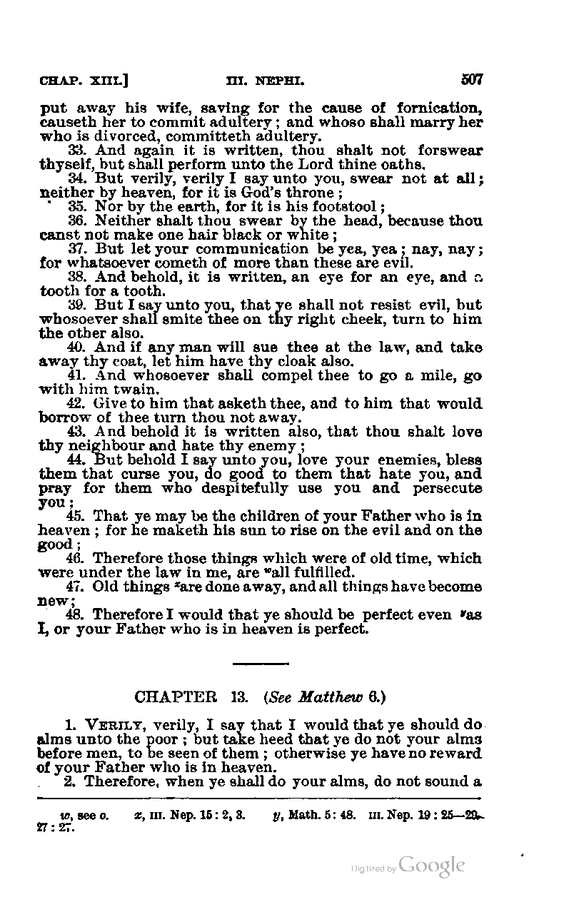 CHAP. XIII.] III. NEPHI. 507
put away his wife, saving for the cause of fornication,
causeth her to commit adultery; and whoso shall marry her
who is divorced, committeth adultery.
33. And again it is written, thou shalt not forswear
thyself, but shall perform unto the Lord thine oaths.
34. But verily, verily I say unto you, swear not at all;
neither by heaven, for it is God's throne;
35. Nor by the earth, for it is his footstool;
36. Neither shalt thou swear by the head, because thou
canst not make one hair black or white;
37. But let your communication be yea, yea; nay, nay;
for whatsoever cometh of more than these are evil.
38. And behold, it is written, an eye for an eye, and a
tooth for a tooth.
39. But I say unto you, that ye shall not resist evil, but
whosoever shall smite thee on thy right cheek, turn to him
the other also.
40. And if any man will sue thee at the law, and take
away thy coat, let him have thy cloak also.
41. And whosoever shall compel thee to go a mile, go
with him twain.
42. Give to him that asketh thee, and to him that would
borrow of thee turn thou not away.
43. And behold it is written also, that thou shalt love
thy neighbour and hate thy enemy;
44. But behold I say unto you, love your enemies, bless
them that curse you, do good to them that hate you, and
pray for them who despitefully use you and persecute
you;
45. That ye may be the children of your Father who is in
heaven; for he maketh his sun to rise on the evil and on the
good;
46. Therefore those things which were of old time, which
were under the law in me, are ʷall fulfilled.
47. Old things ˣare done away, and all things have become
new;
48. Therefore I would that ye should be perfect even ʸas
I, or your Father who is in heaven is perfect.
CHAPTER 13. (See Matthew 6.)
1. VERILY, verily, I say that I would that ye should do
alms unto the poor; but take heed that ye do not your alms
before men, to be seen of them; otherwise ye have no reward
of your Father who is in heaven.
2. Therefore, when ye shall do your alms, do not sound a
w, see o. x, III. Nep. 15: 2, 3. y, Math. 5: 48. III. Nep. 19: 25—29.
27: 27.
Digitized by Google